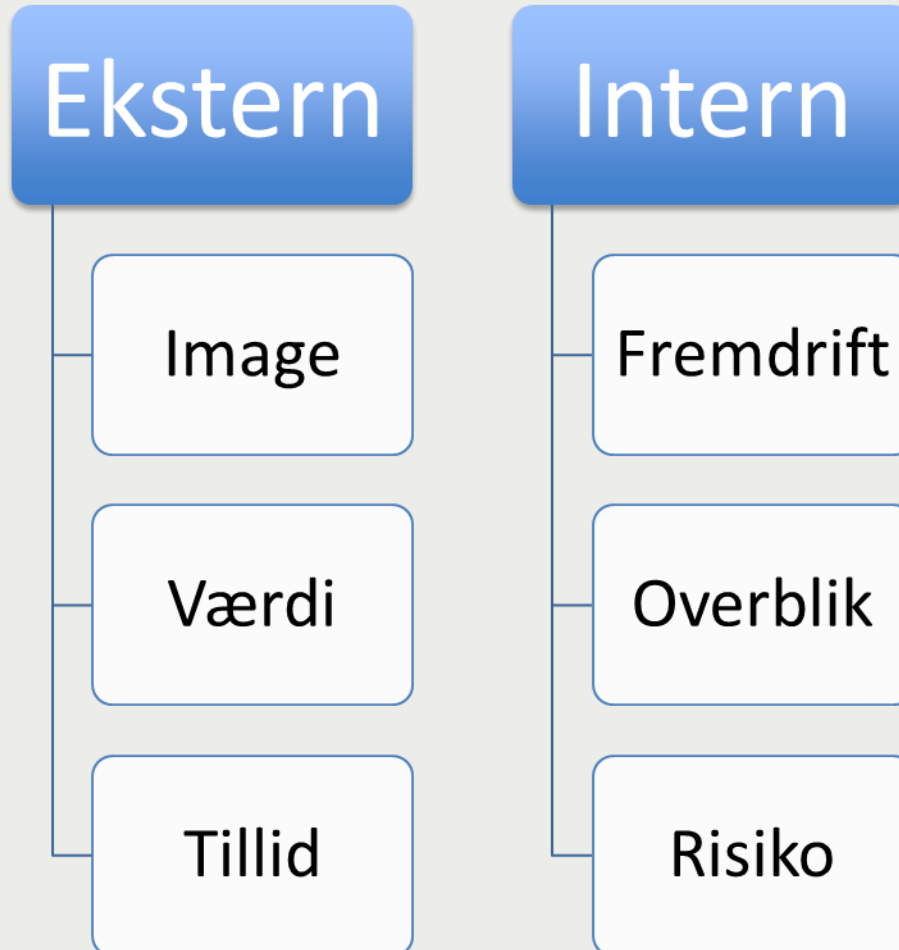 Ekstern
Image
Værdi
Tillid
Intern
Fremdrift
Overblik
Risiko